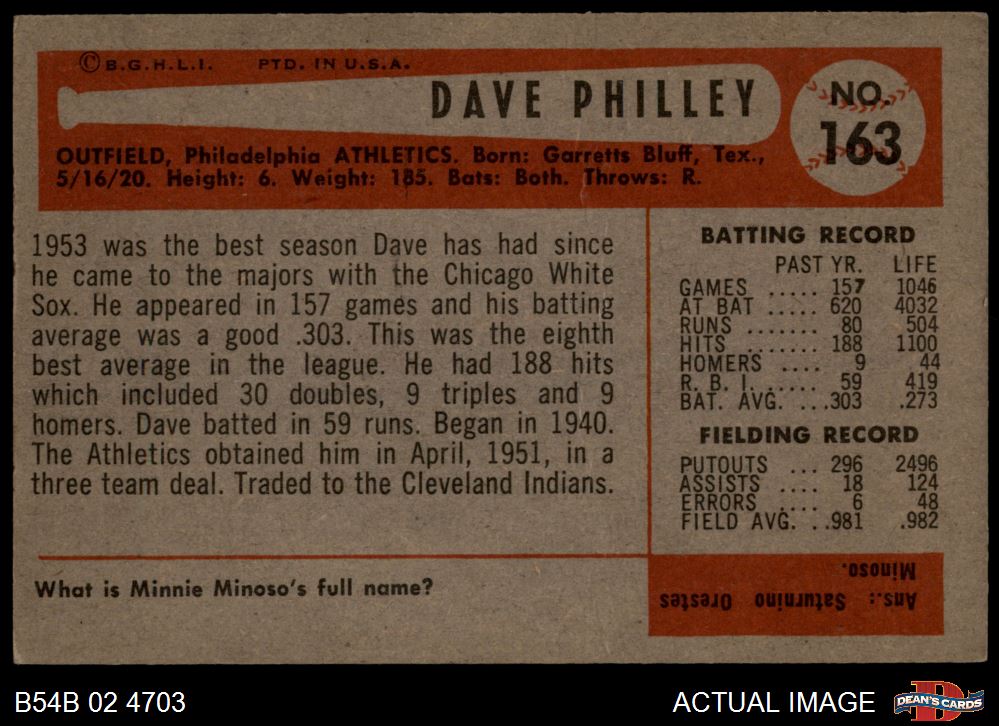 © B.G.H.L.I. PTD. IN U.S.A.
DAVE PHILLEY
NO.
163
OUTFIELD, Philadelphia ATHLETICS. Born: Garretts Bluff, Tex.,
5/16/20. Height: 6. Weight: 185. Bats: Both. Throws: R.
1953 was the best season Dave has had since
he came to the majors with the Chicago White
Sox. He appeared in 157 games and his batting
average was a good .303. This was the eighth
best average in the league. He had 188 hits
which included 30 doubles, 9 triples and 9
homers. Dave batted in 59 runs. Began in 1940.
The Athletics obtained him in April, 1951, in a
three team deal. Traded to the Cleveland Indians.
What is Minnie Minoso's full name?
BATTING RECORD
PAST YR. LIFE
GAMES ..... 157 1046
AT BAT ..... 620 4032
RUNS ....... 80 504
HITS ....... 188 1100
HOMERS .... 9 44
R. B. I. ...... 59 419
BAT. AVG. ...303 .273
FIELDING RECORD
PUTOUTS ... 296 2496
ASSISTS .... 18 124
ERRORS .... 6 48
FIELD AVG. ..981 .982
Ans.: Saturnino Orestes
Minoso.
B54B 02 4703
ACTUAL IMAGE
DEAN'S CARDS